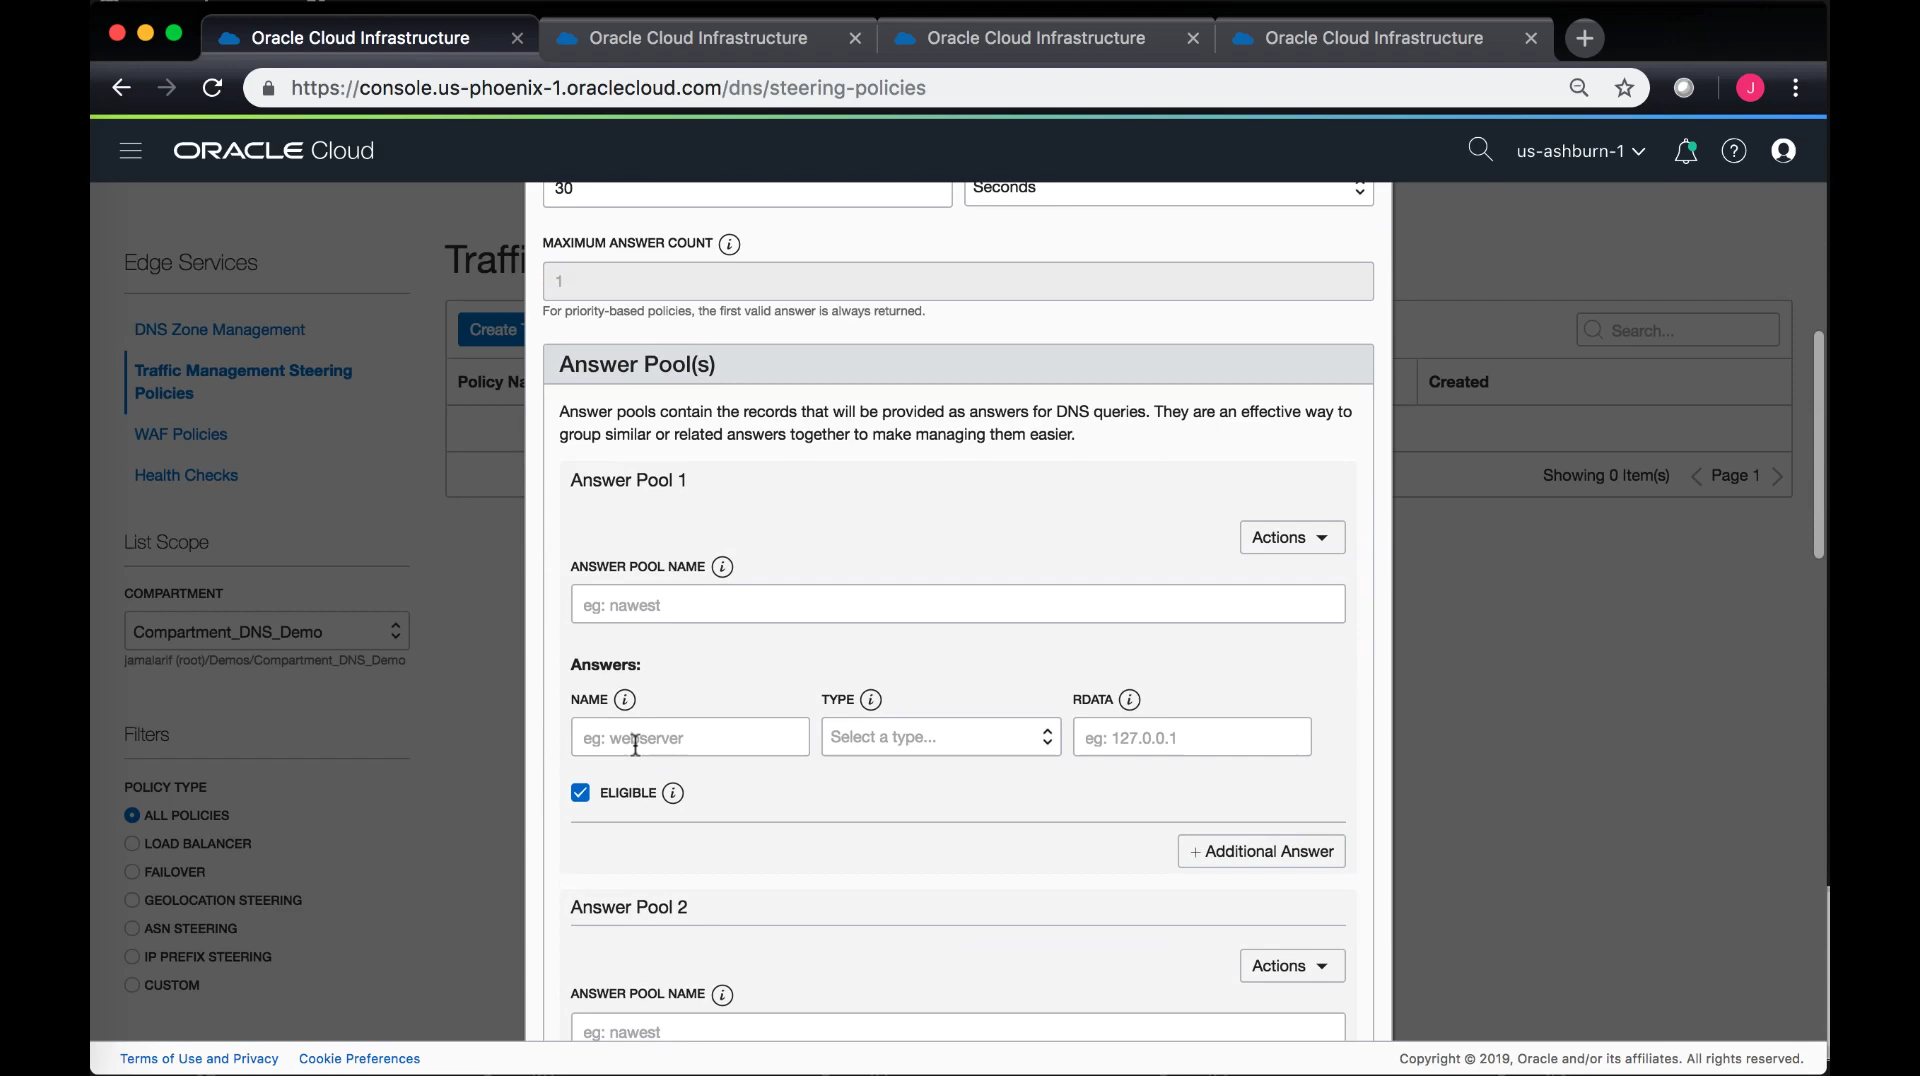 Oracle Cloud Infrastructure
Oracle Cloud Infrastructure
Oracle Cloud Infrastructure
Oracle Cloud Infrastructure
https://console.us-phoenix-1.oraclecloud.com/dns/steering-policies
J
ORACLE Cloud
us-ashburn-1
Edge Services
DNS Zone Management
Traffic Management Steering
Policies
WAF Policies
Health Checks
List Scope
COMPARTMENT
Compartment_DNS_Demo
jamalarif (root)/Demos/Compartment_DNS_Demo
Filters
POLICY TYPE
ALL POLICIES
LOAD BALANCER
FAILOVER
GEOLOCATION STEERING
ASN STEERING
IP PREFIX STEERING
CUSTOM
Traffi
Create T
Search...
Policy Na
Created
Showing 0 Item(s)
Page 1
30
Seconds
MAXIMUM ANSWER COUNT
1
For priority-based policies, the first valid answer is always returned.
Answer Pool(s)
Answer pools contain the records that will be provided as answers for DNS queries. They are an effective way to
group similar or related answers together to make managing them easier.
Answer Pool 1
Actions
ANSWER POOL NAME
eg: nawest
Answers:
NAME
TYPE
RDATA
eg: webserver
Select a type...
eg: 127.0.0.1
ELIGIBLE
+ Additional Answer
Answer Pool 2
Actions
ANSWER POOL NAME
eg: nawest
Terms of Use and Privacy
Cookie Preferences
Copyright © 2019, Oracle and/or its affiliates. All rights reserved.